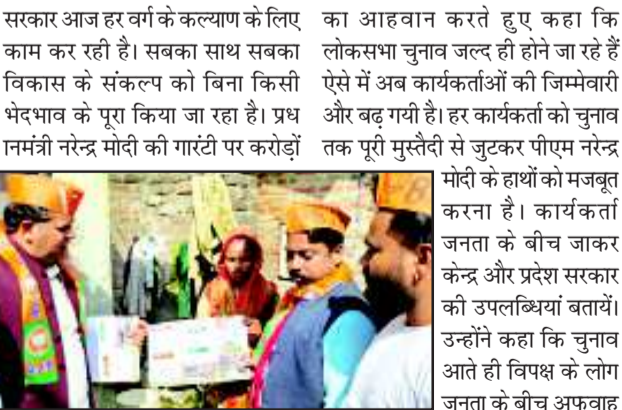 सरकार आज हर वर्ग के कल्याण के लिए
काम कर रही है। सबका साथ सबका
विकास के संकल्प को बिना किसी
भेदभाव के पूरा किया जा रहा है। प्रध
ानमंत्री नरेन्द्र मोदी की गारंटी पर करोड़ों
का आहवान करते हुए कहा कि
लोकसभा चुनाव जल्द ही होने जा रहे हैं
ऐसे में अब कार्यकर्ताओं की जिम्मेवारी
और बढ़ गयी है। हर कार्यकर्ता को चुनाव
तक पूरी मुस्तैदी से जुटकर पीएम नरेन्द्र
मोदी के हाथों को मजबूत
करना है। कार्यकर्ता
जनता के बीच जाकर
केन्द्र और प्रदेश सरकार
की उपलब्धियां बतायें।
उन्होंने कहा कि चुनाव
आते ही विपक्ष के लोग
जनता के बीच अफवाह